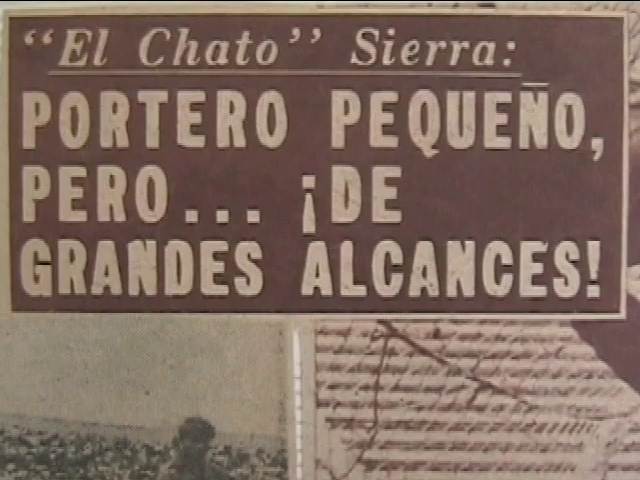 "El Chato" Sierra:
PORTERO PEQUEÑO,
PERO... ¡DE
GRANDES ALCANCES!